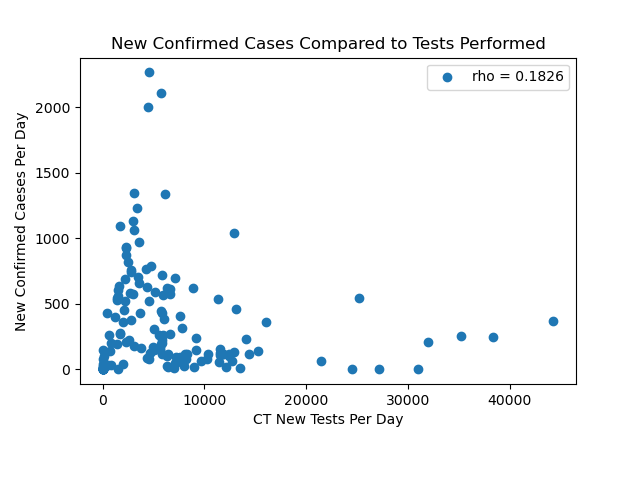 New Confirmed Cases Compared to Tests Performed
rho = 0.1826
New Confirmed Caeses Per Day
2000
1500
1000
500
0
0 10000 20000 30000 40000
CT New Tests Per Day